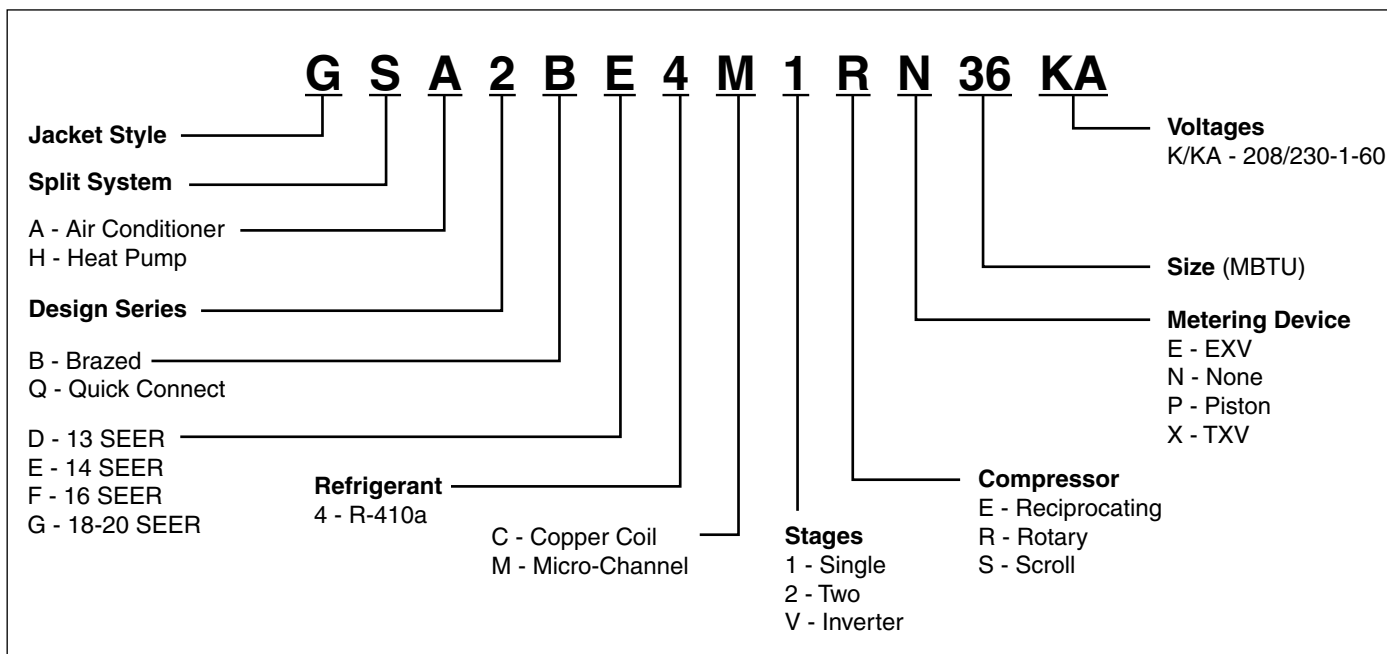 G S A 2 B E 4 M 1 R N 36 KA
Jacket Style
Split System
A - Air Conditioner
H - Heat Pump
Design Series
B - Brazed
Q - Quick Connect
D - 13 SEER
E - 14 SEER
F - 16 SEER
G - 18-20 SEER
Refrigerant
4 - R-410a
C - Copper Coil
M - Micro-Channel
Stages
1 - Single
2 - Two
V - Inverter
Compressor
E - Reciprocating
R - Rotary
S - Scroll
Metering Device
E - EXV
N - None
P - Piston
X - TXV
Size (MBTU)
Voltages
K/KA - 208/230-1-60